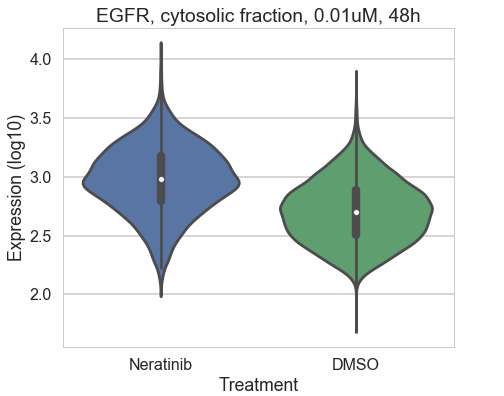 EGFR, cytosolic fraction, 0.01uM, 48h
4.0
3.5
3.0
2.5
2.0
Expression (log10)
Neratinib DMSO
Treatment